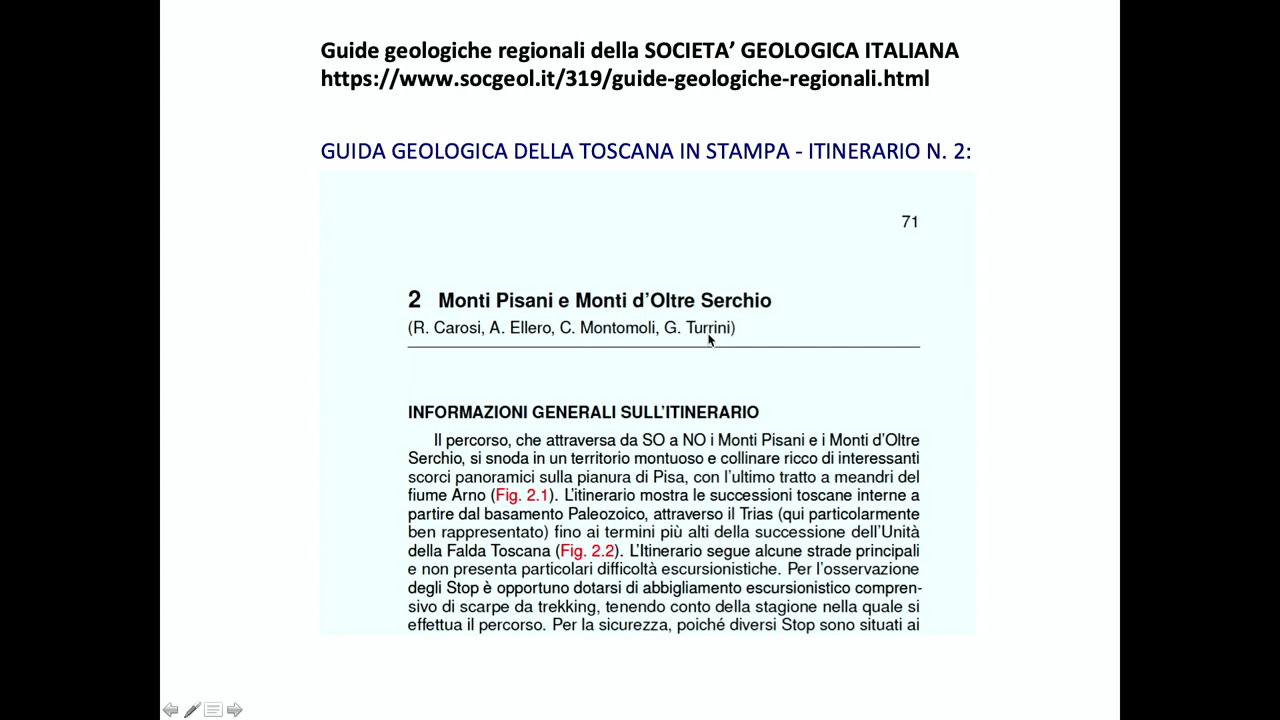 Guide geologiche regionali della SOCIETA’ GEOLOGICA ITALIANA
https://www.socgeol.it/319/guide-geologiche-regionali.html
GUIDA GEOLOGICA DELLA TOSCANA IN STAMPA - ITINERARIO N. 2:
71
2 Monti Pisani e Monti d’Oltre Serchio
(R. Carosi, A. Ellero, C. Montomoli, G. Turrini)
INFORMAZIONI GENERALI SULL’ITINERARIO
Il percorso, che attraversa da SO a NO i Monti Pisani e i Monti d’Oltre
Serchio, si snoda in un territorio montuoso e collinare ricco di interessanti
scorci panoramici sulla pianura di Pisa, con l’ultimo tratto a meandri del
fiume Arno (Fig. 2.1). L’itinerario mostra le successioni toscane interne a
partire dal basamento Paleozoico, attraverso il Trias (qui particolarmente
ben rappresentato) fino ai termini più alti della successione dell’Unità
della Falda Toscana (Fig. 2.2). L’Itinerario segue alcune strade principali
e non presenta particolari difficoltà escursionistiche. Per l’osservazione
degli Stop è opportuno dotarsi di abbigliamento escursionistico compren-
sivo di scarpe da trekking, tenendo conto della stagione nella quale si
effettua il percorso. Per la sicurezza, poiché diversi Stop sono situati ai